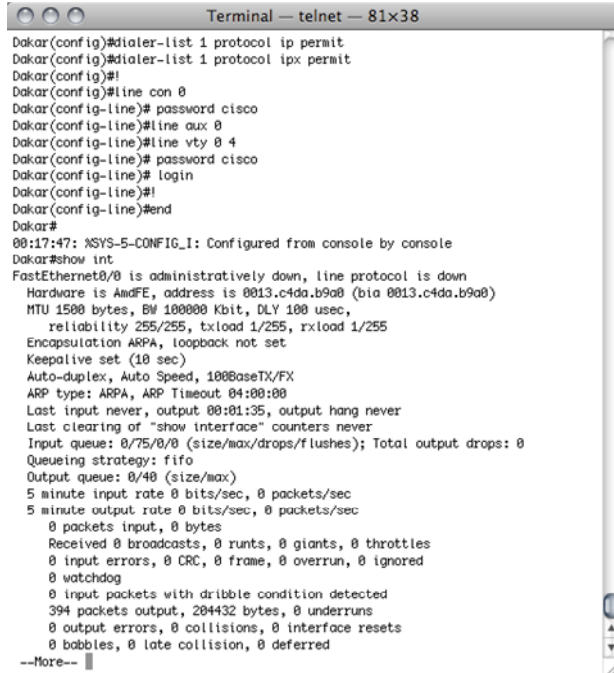 Terminal — telnet — 81×38
Dakar(config)#dialer-list 1 protocol ip permit
Dakar(config)#dialer-list 1 protocol ipx permit
Dakar(config)#!
Dakar(config)#line con 0
Dakar(config-line)# password cisco
Dakar(config-line)#line aux 0
Dakar(config-line)#line vty 0 4
Dakar(config-line)# password cisco
Dakar(config-line)# login
Dakar(config-line)#!
Dakar(config-line)#end
Dakar#
00:17:47: %SYS-5-CONFIG_I: Configured from console by console
Dakar#show int
FastEthernet0/0 is administratively down, line protocol is down
  Hardware is AmdFE, address is 0013.c4da.b9a0 (bia 0013.c4da.b9a0)
  MTU 1500 bytes, BW 100000 Kbit, DLY 100 usec,
     reliability 255/255, txload 1/255, rxload 1/255
  Encapsulation ARPA, loopback not set
  Keepalive set (10 sec)
  Auto-duplex, Auto Speed, 100BaseTX/FX
  ARP type: ARPA, ARP Timeout 04:00:00
  Last input never, output 00:01:35, output hang never
  Last clearing of "show interface" counters never
  Input queue: 0/75/0/0 (size/max/drops/flushes); Total output drops: 0
  Queueing strategy: fifo
  Output queue: 0/40 (size/max)
  5 minute input rate 0 bits/sec, 0 packets/sec
  5 minute output rate 0 bits/sec, 0 packets/sec
     0 packets input, 0 bytes
     Received 0 broadcasts, 0 runts, 0 giants, 0 throttles
     0 input errors, 0 CRC, 0 frame, 0 overrun, 0 ignored
     0 watchdog
     0 input packets with dribble condition detected
     394 packets output, 204432 bytes, 0 underruns
     0 output errors, 0 collisions, 0 interface resets
     0 babbles, 0 late collision, 0 deferred
 --More--